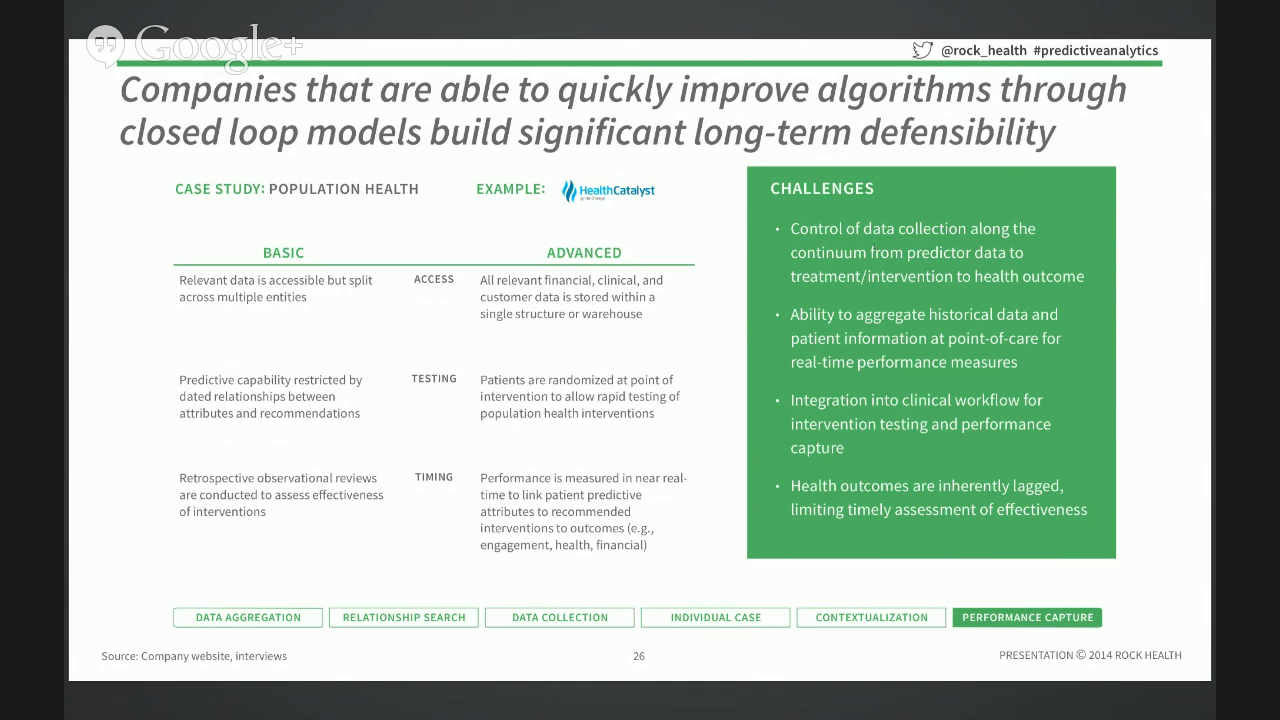 Google+
@rock_health #predictiveanalytics
Companies that are able to quickly improve algorithms through
closed loop models build significant long-term defensibility
CASE STUDY: POPULATION HEALTH
EXAMPLE:
HealthCatalyst
ignite change
BASIC
ADVANCED
Relevant data is accessible but split
across multiple entities
ACCESS
All relevant financial, clinical, and
customer data is stored within a
single structure or warehouse
Predictive capability restricted by
dated relationships between
attributes and recommendations
TESTING
Patients are randomized at point of
intervention to allow rapid testing of
population health interventions
Retrospective observational reviews
are conducted to assess effectiveness
of interventions
TIMING
Performance is measured in near real-
time to link patient predictive
attributes to recommended
interventions to outcomes (e.g.,
engagement, health, financial)
CHALLENGES
• Control of data collection along the
continuum from predictor data to
treatment/intervention to health outcome
• Ability to aggregate historical data and
patient information at point-of-care for
real-time performance measures
• Integration into clinical workflow for
intervention testing and performance
capture
• Health outcomes are inherently lagged,
limiting timely assessment of effectiveness
DATA AGGREGATION
RELATIONSHIP SEARCH
DATA COLLECTION
INDIVIDUAL CASE
CONTEXTUALIZATION
PERFORMANCE CAPTURE
Source: Company website, interviews
26
PRESENTATION © 2014 ROCK HEALTH